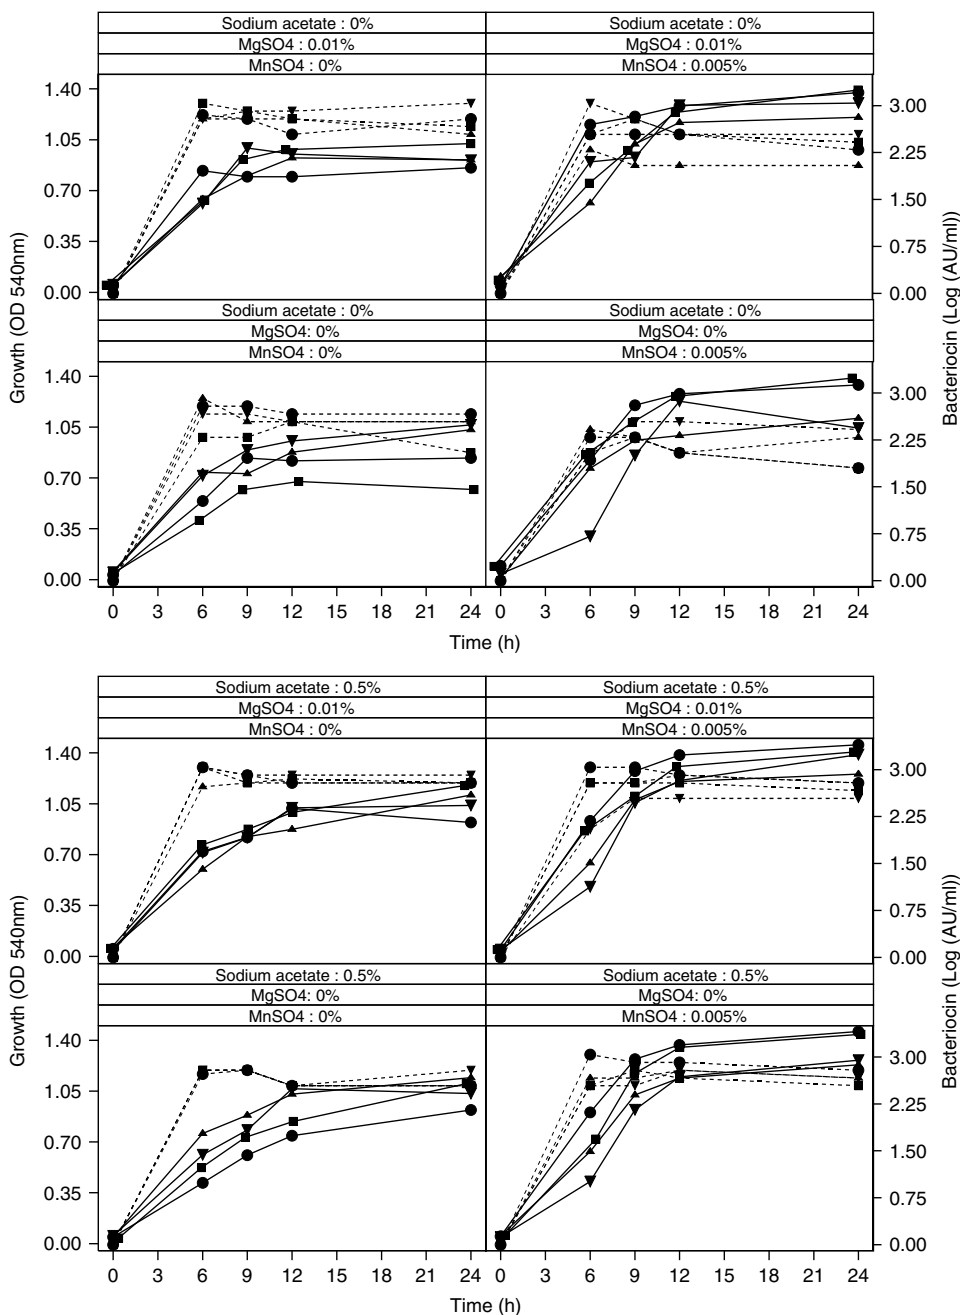 Sodium acetate : 0%
MgSO4 : 0.01%
MnSO4 : 0%
Sodium acetate : 0%
MgSO4 : 0.01%
MnSO4 : 0.005%
1.40
1.05
0.70
0.35
0.00
3.00
2.25
1.50
0.75
0.00
Sodium acetate : 0%
MgSO4: 0%
MnSO4 : 0%
Sodium acetate : 0%
MgSO4: 0%
MnSO4 : 0.005%
1.40
1.05
0.70
0.35
0.00
3.00
2.25
1.50
0.75
0.00
Growth (OD 540nm)
Bacteriocin (Log (AU/ml))
0 6 9 12 15 18 21 24
0 6 9 12 15 18 21 24
Time (h)
Sodium acetate : 0.5%
MgSO4 : 0.01%
MnSO4 : 0%
Sodium acetate : 0.5%
MgSO4 : 0.01%
MnSO4 : 0.005%
1.40
1.05
0.70
0.35
0.00
3.00
2.25
1.50
0.75
0.00
Sodium acetate : 0.5%
MgSO4: 0%
MnSO4 : 0%
Sodium acetate : 0.5%
MgSO4: 0%
MnSO4 : 0.005%
1.40
1.05
0.70
0.35
0.00
3.00
2.25
1.50
0.75
0.00
Growth (OD 540nm)
Bacteriocin (Log (AU/ml))
0 6 9 12 15 18 21 24
0 6 9 12 15 18 21 24
Time (h)